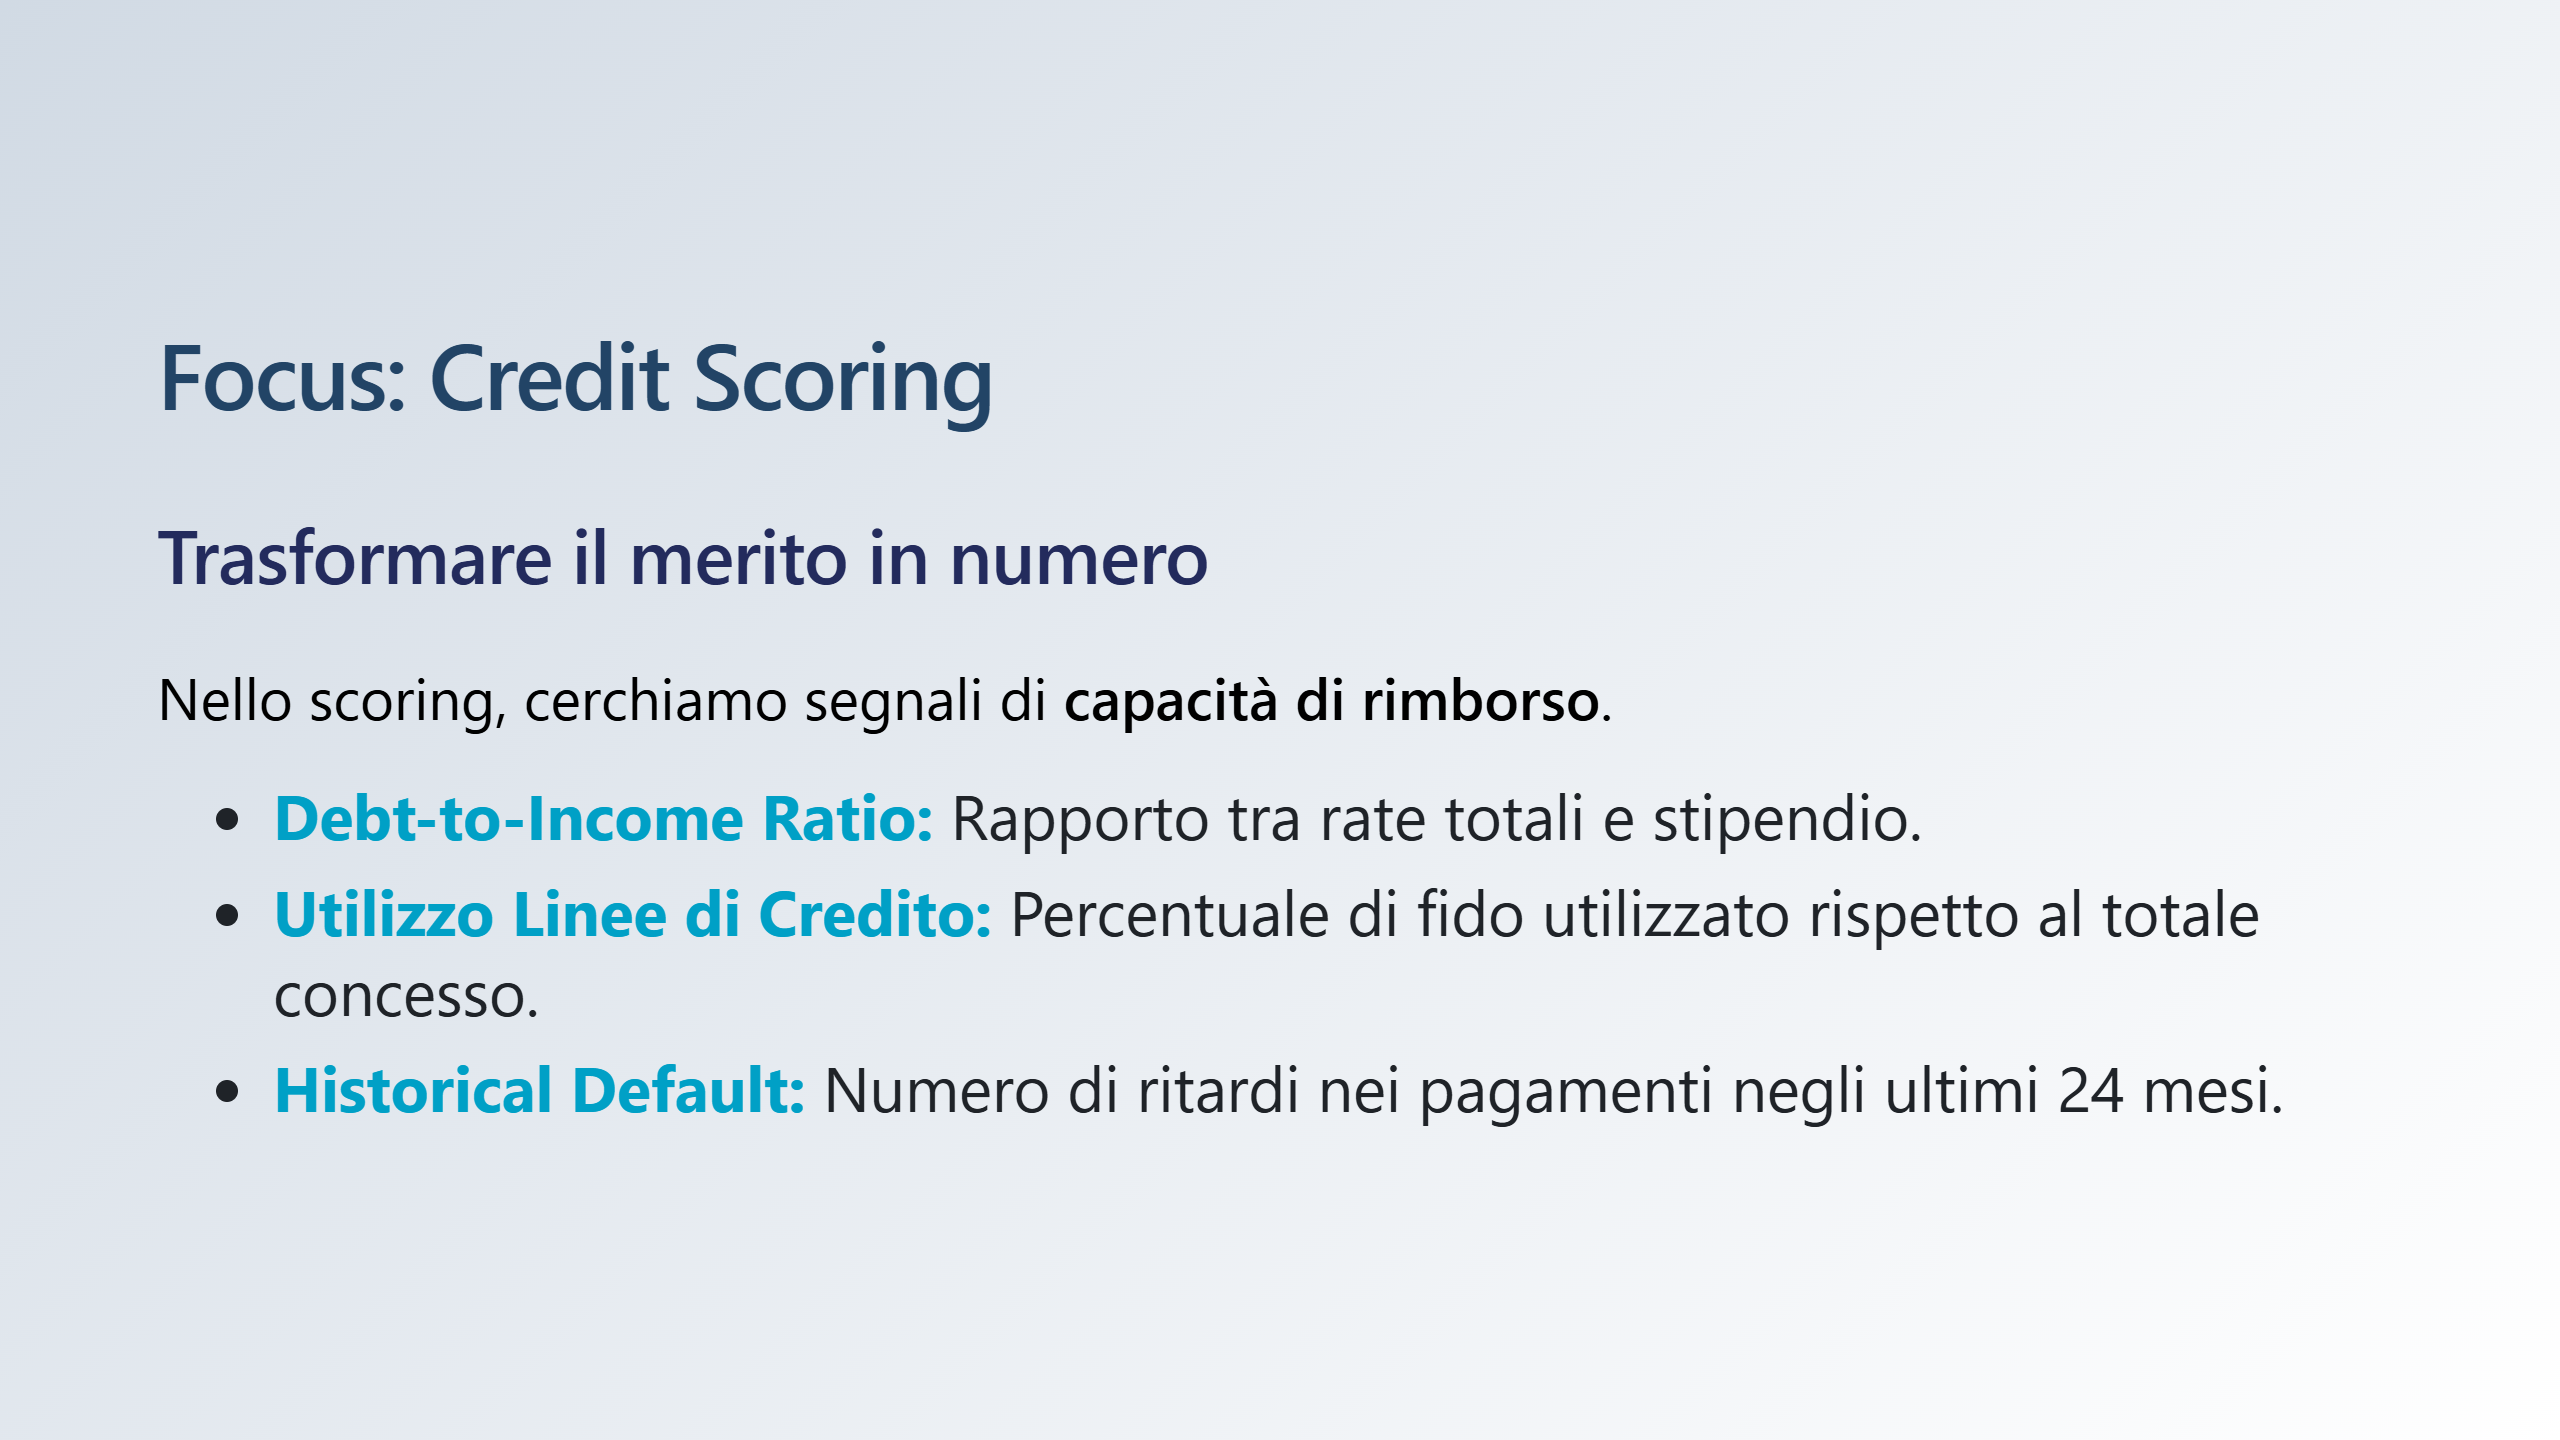 Focus: Credit Scoring
Trasformare il merito in numero
Nello scoring, cerchiamo segnali di capacità di rimborso.
• Debt-to-Income Ratio: Rapporto tra rate totali e stipendio.
• Utilizzo Linee di Credito: Percentuale di fido utilizzato rispetto al totale
concesso.
• Historical Default: Numero di ritardi nei pagamenti negli ultimi 24 mesi.